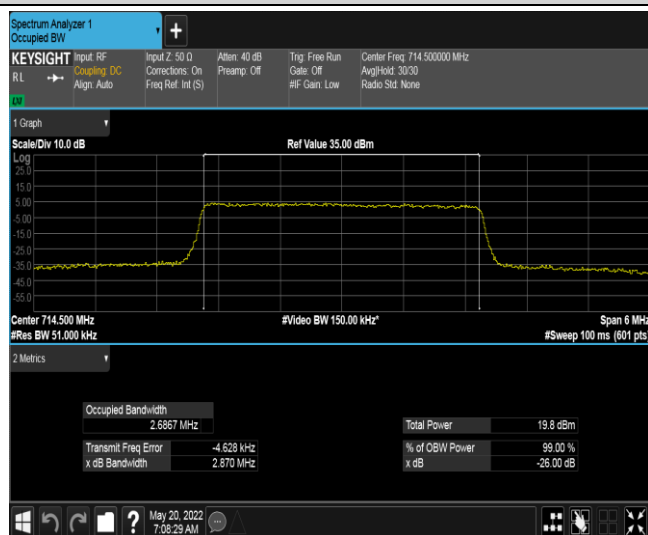 Spectrum Analyzer 1
Occupied BW
KEYSIGHT Input: RF Input Z: 50 Ω Atten: 40 dB Trig: Free Run Center Freq: 714.500000 MHz
R L Coupling: DC Corrections: On Preamp: Off Gate: Off Avg|Hold: 30/30
Align: Auto Freq Ref: Int (S) #IF Gain: Low Radio Std: None
LXI
1 Graph
Scale/Div 10.0 dB Ref Value 35.00 dBm
Log
25.0
15.0
5.00
-5.00
-15.0
-25.0
-35.0
-45.0
-55.0
Center 714.500 MHz #Video BW 150.00 kHz* Span 6 MHz
#Res BW 51.000 kHz #Sweep 100 ms (601 pts)
2 Metrics
Occupied Bandwidth
2.6867 MHz Total Power 19.8 dBm
Transmit Freq Error -4.628 kHz % of OBW Power 99.00 %
x dB Bandwidth 2.870 MHz x dB -26.00 dB
May 20, 2022
7:08:29 AM